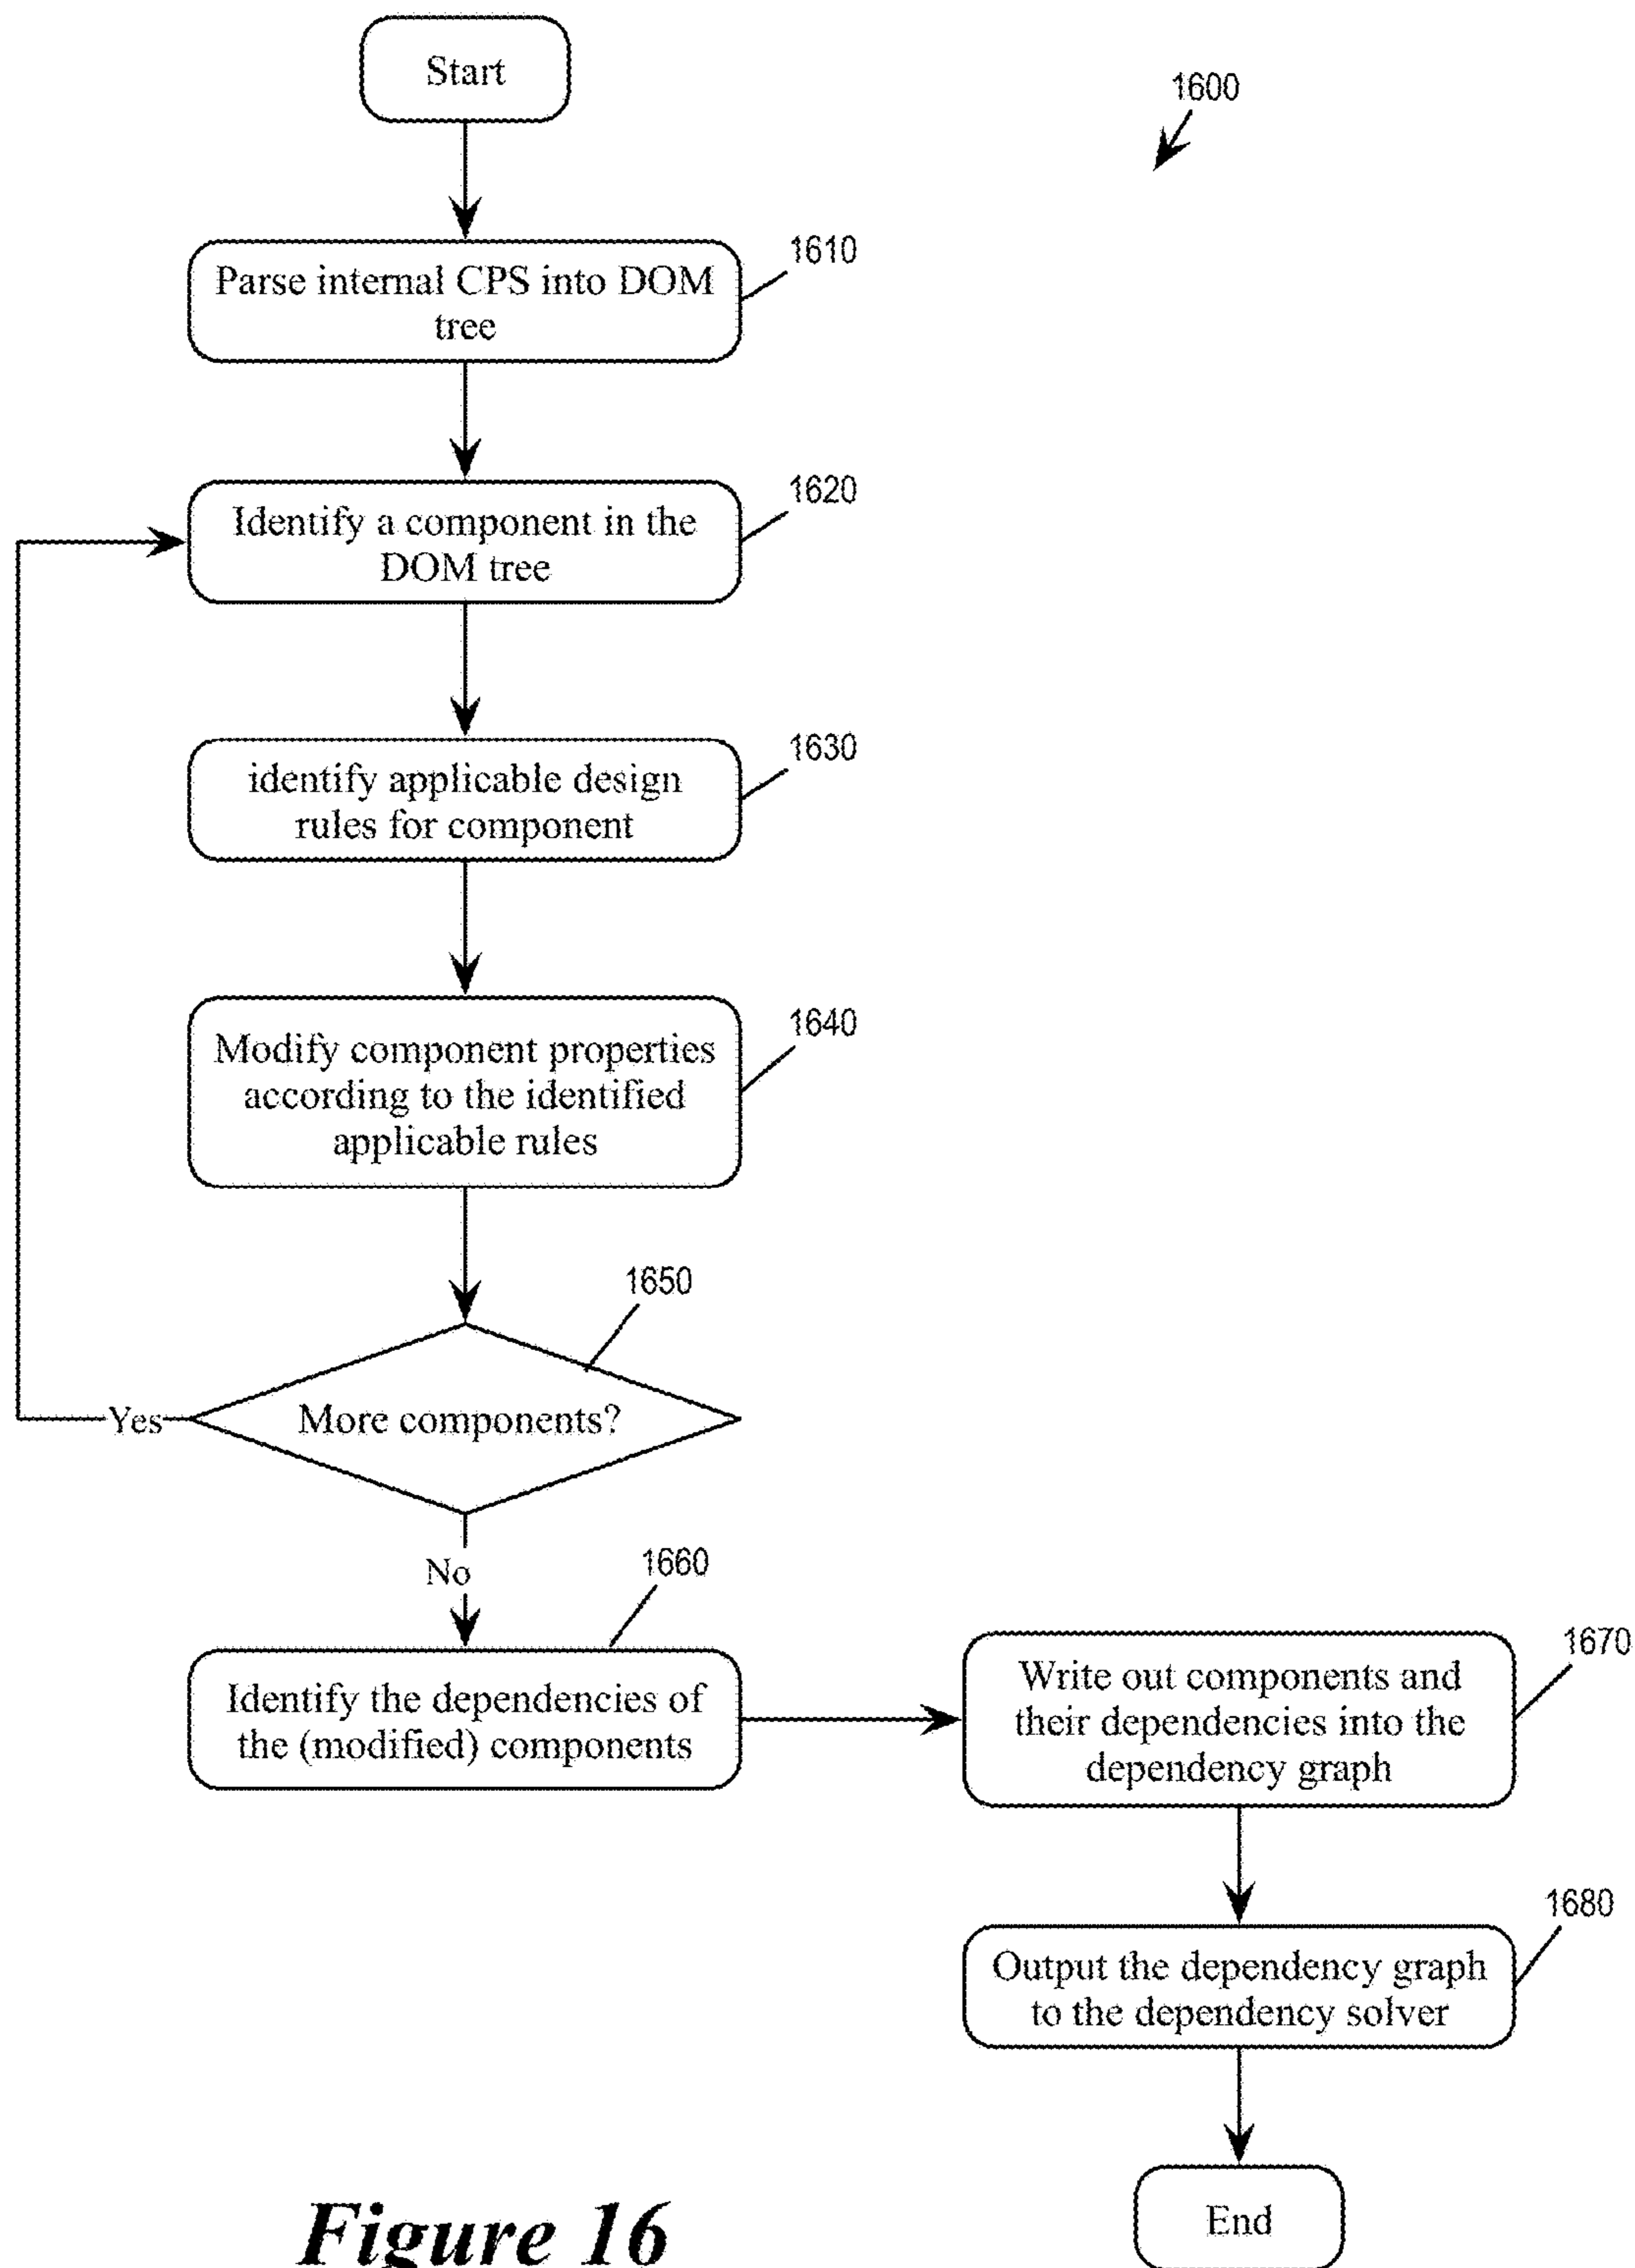 Start
1600
1610
Parse internal CPS into DOM
tree
1620
Identify a component in the
DOM tree
1630
identify applicable design
rules for component
1640
Modify component properties
according to the identified
applicable rules
1650
More components?
Yes
No
1660
Identify the dependencies of
the (modified) components
1670
Write out components and
their dependencies into the
dependency graph
1680
Output the dependency graph
to the dependency solver
End
Figure 16